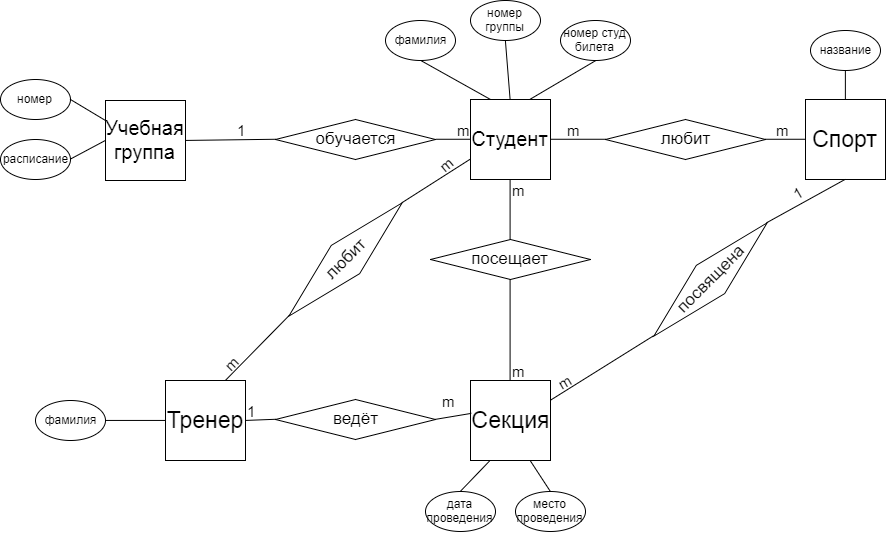 номер
группы
фамилия
номер студ
билета
название
номер
расписание
Учебная
группа
1
обучается
m
Студент
m
любит
m
Спорт
m
любит
m
m
посещает
m
1
посвящена
m
фамилия
Тренер
1
ведёт
m
Секция
дата
проведения
место
проведения